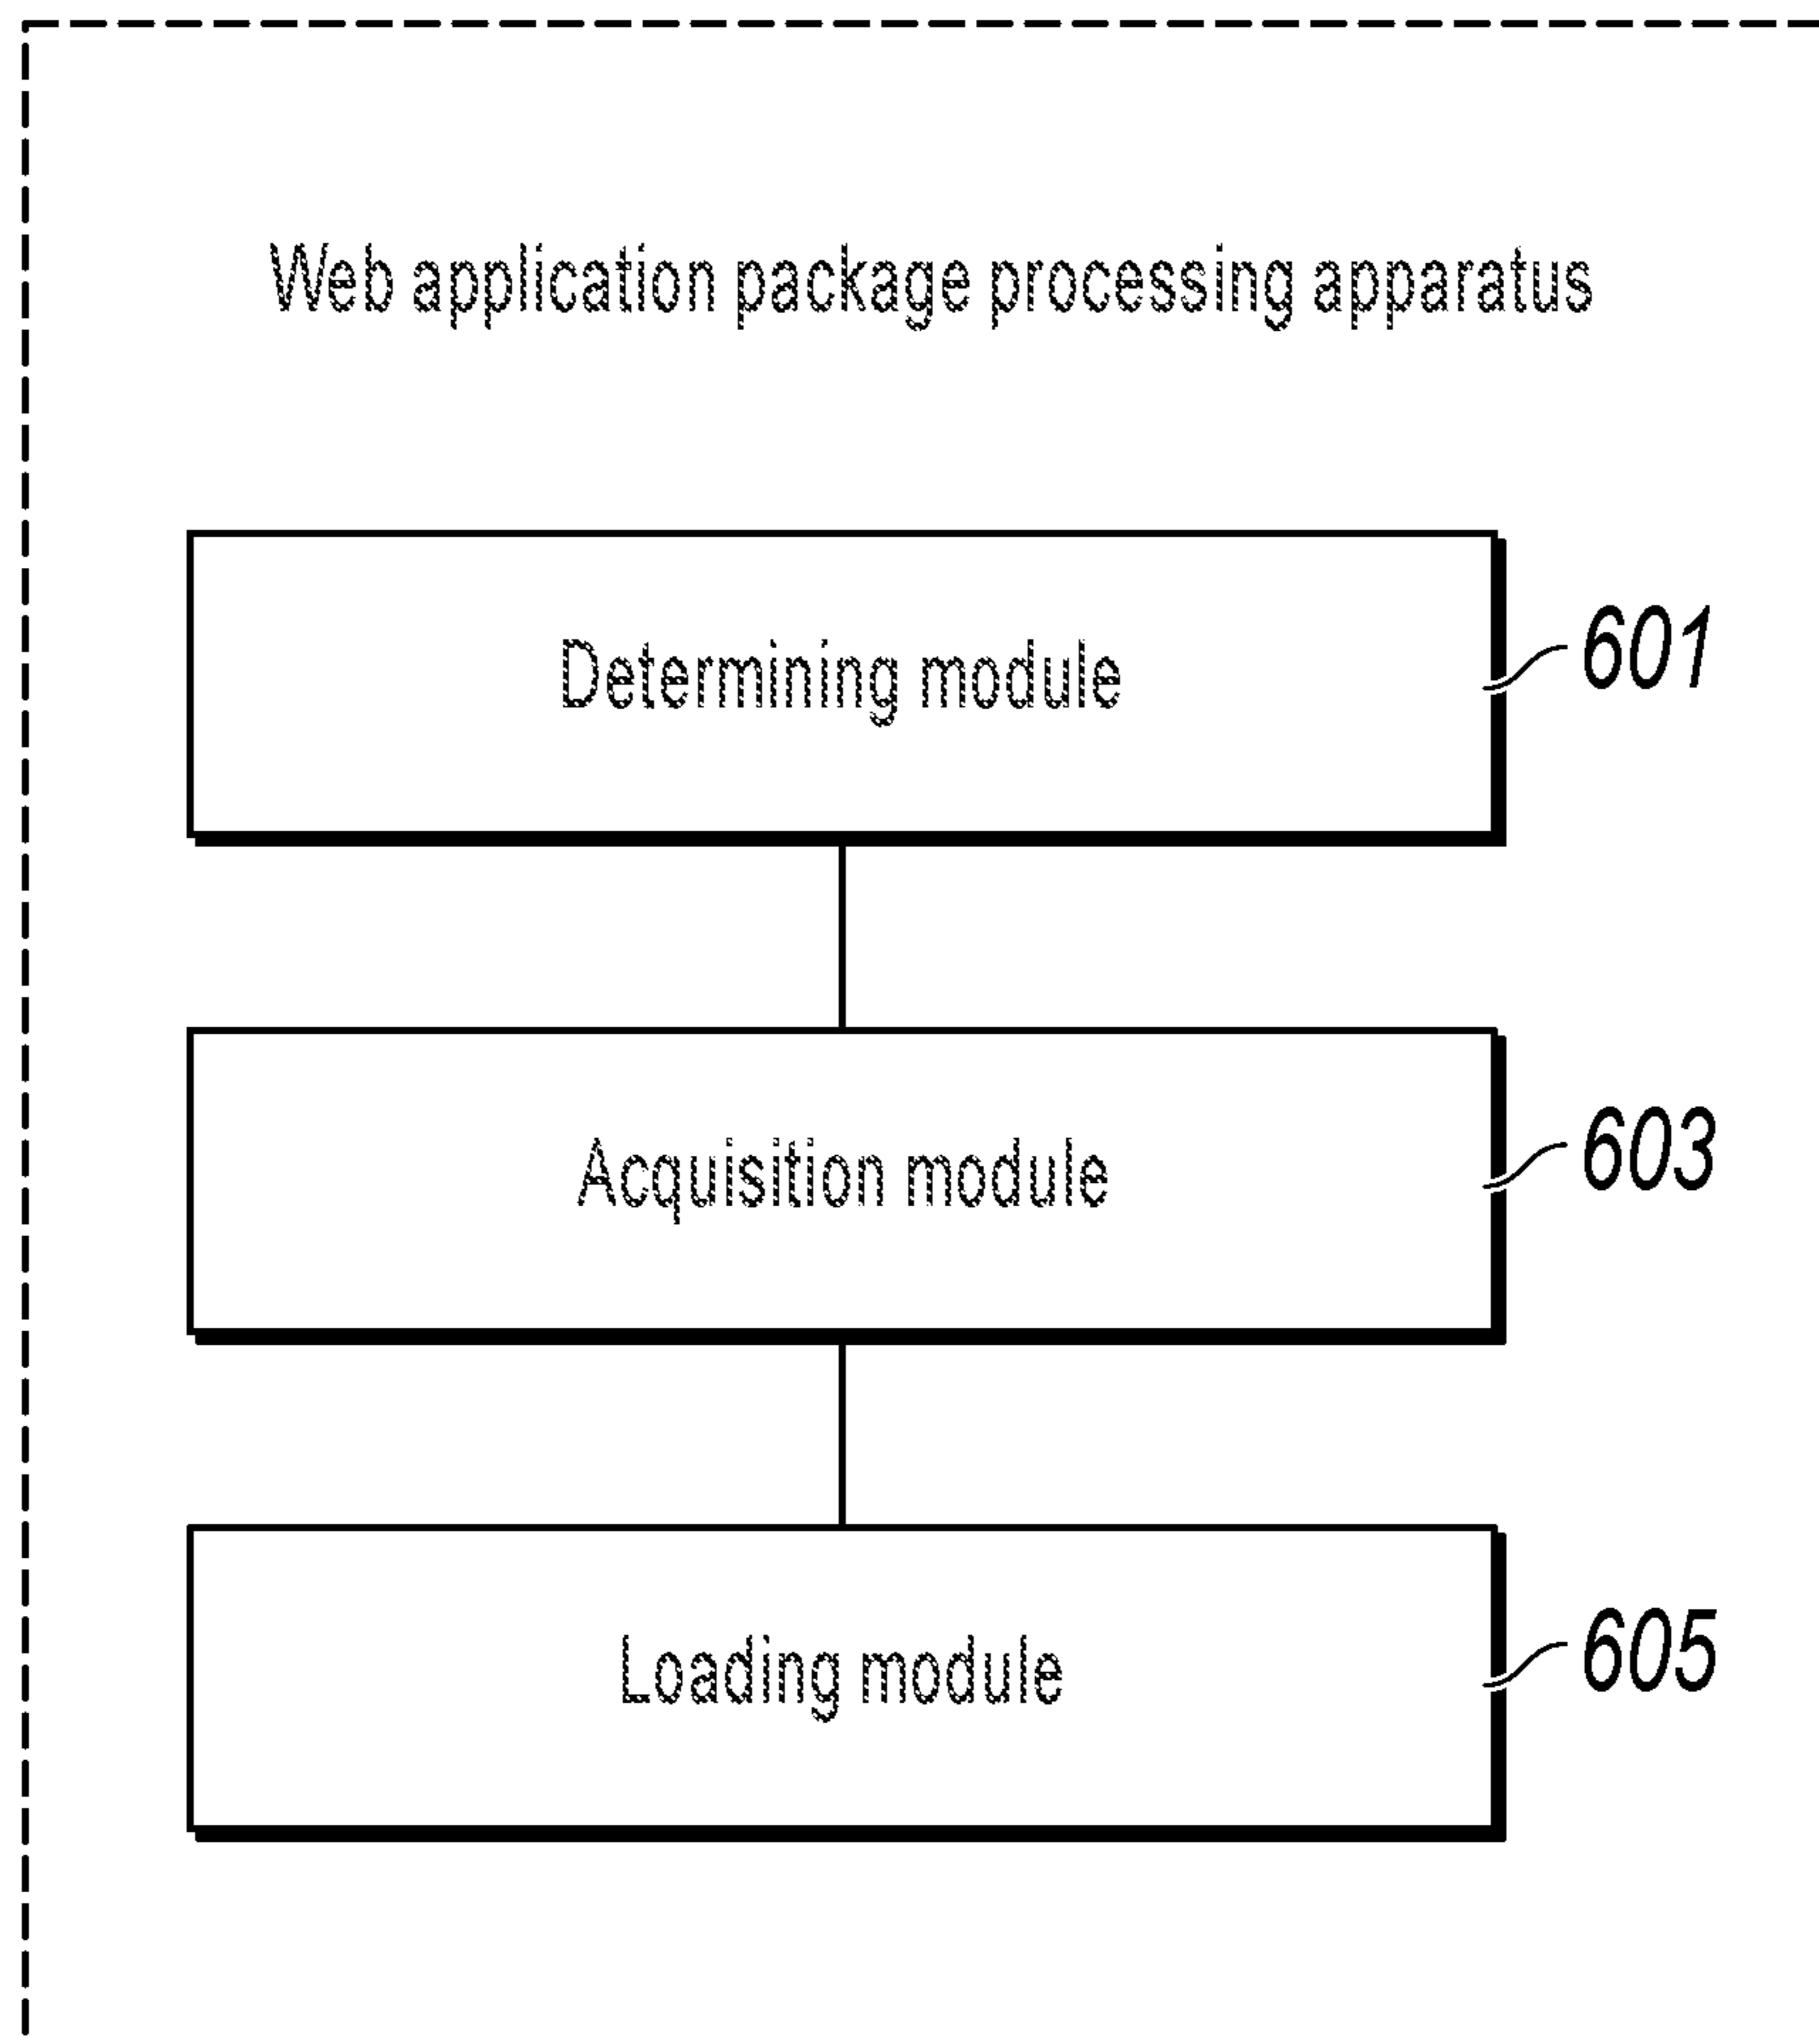 Web application package processing apparatus
Determining module
601
Acquisition module
603
Loading module
605